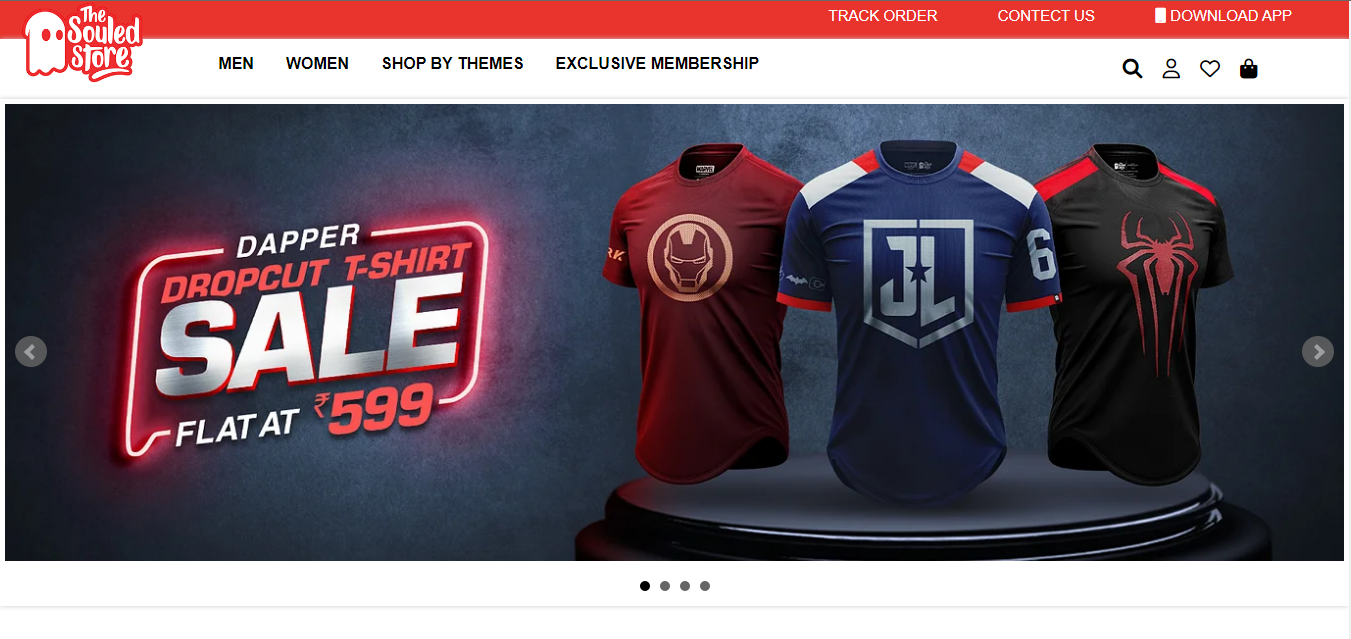 The
Souled
Store
TRACK ORDER
CONTECT US
DOWNLOAD APP
MEN
WOMEN
SHOP BY THEMES
EXCLUSIVE MEMBERSHIP
DAPPER
DROPCUT T-SHIRT
SALE
FLAT AT ₹599
MARVEL
RK
JL
6